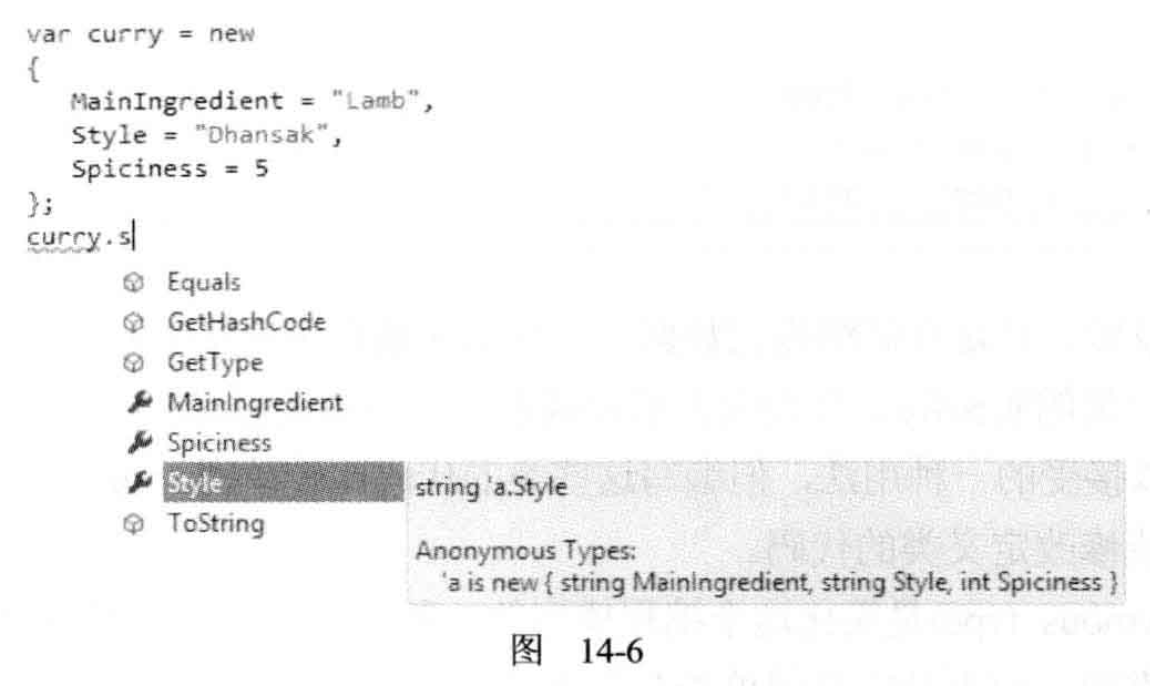 var curry = new
{
MainIngredient = "Lamb",
Style = "Dhansak",
Spiciness = 5
};
curry.s
Equals
GetHashCode
GetType
MainIngredient
Spiciness
Style
string 'a.Style
ToString
Anonymous Types:
'a is new { string MainIngredient, string Style, int Spiciness }
图 14-6